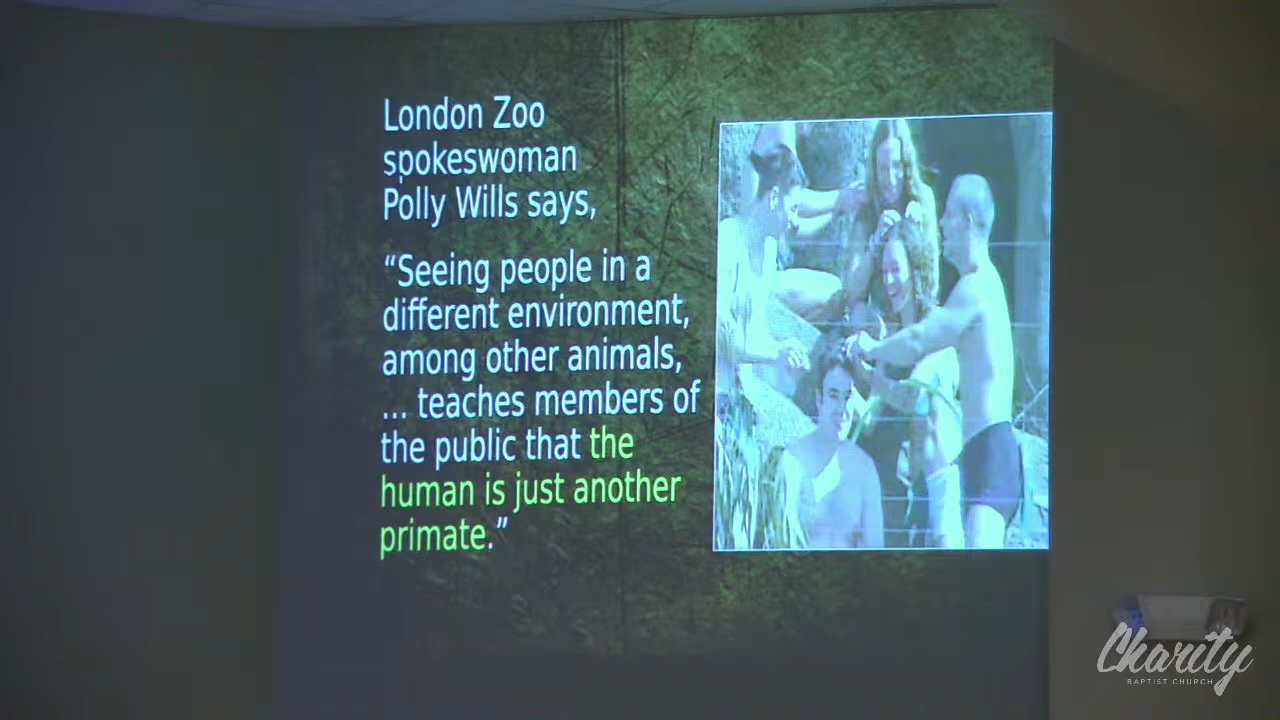 London Zoo
spokeswoman
Polly Wills says,
“Seeing people in a
different environment,
among other animals,
... teaches members of
the public that the
human is just another
primate.”
Charity
BAPTIST CHURCH